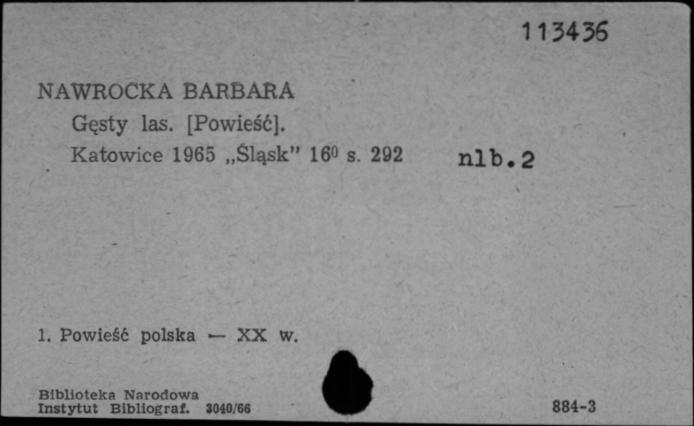 113436
NAWROCKA BARBARA
Gęsty las. [Powieść].
Katowice 1965 „Śląsk” 16⁰ s. 292 nlb.2
1. Powieść polska — XX w.
Biblioteka Narodowa
Instytut Bibliograf. 3040/66 884-3